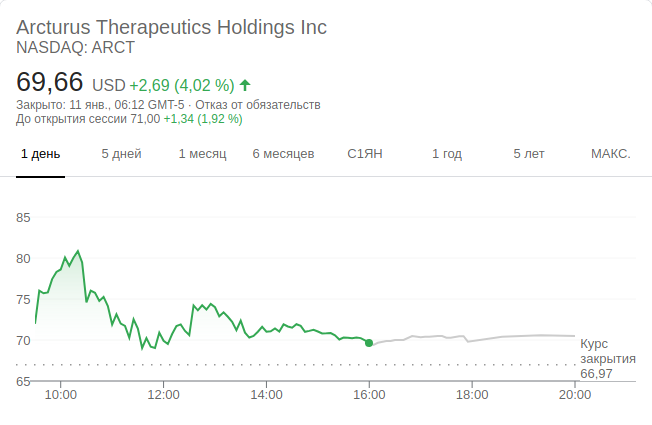 Arcturus Therapeutics Holdings Inc
NASDAQ: ARCT
69,66 USD +2,69 (4,02 %)
Закрыто: 11 янв., 06:12 GMT-5 · Отказ от обязательств
До открытия сессии 71,00 +1,34 (1,92 %)
1 день 5 дней 1 месяц 6 месяцев С1ЯН 1 год 5 лет МАКС.
85
80
75
70
Курс
закрытия
66,97
65
10:00 12:00 14:00 16:00 18:00 20:00